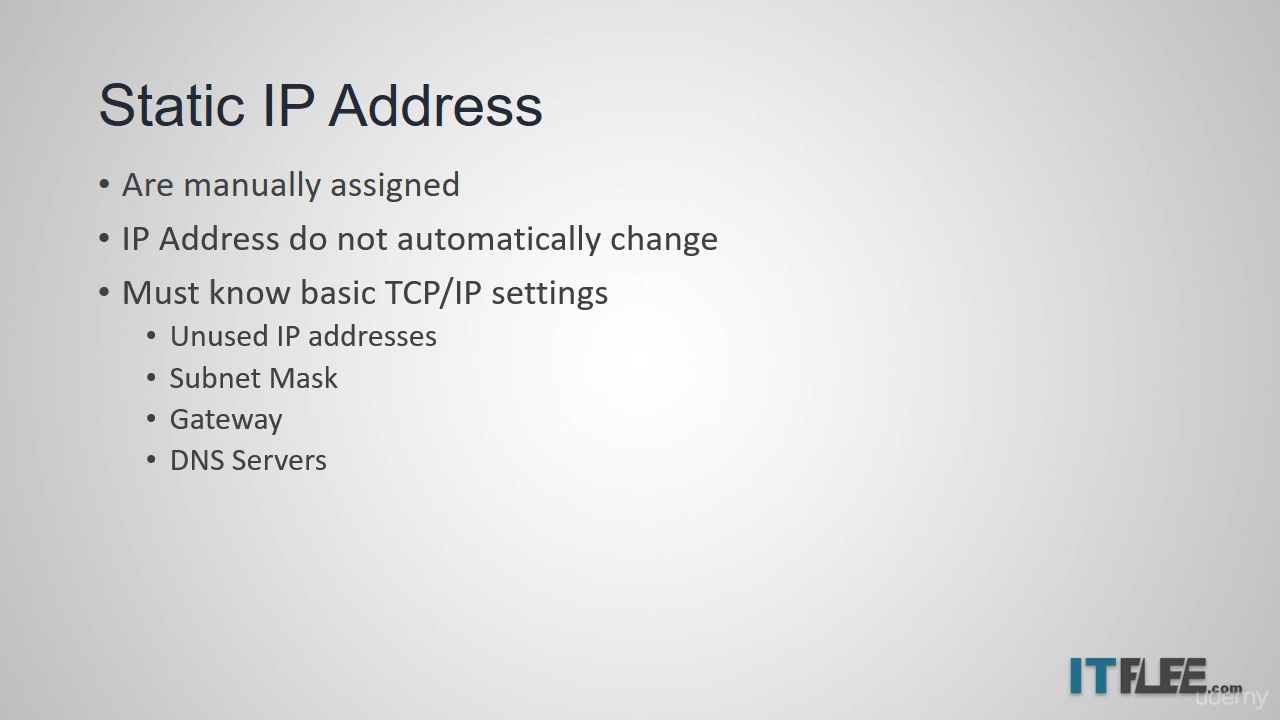 Static IP Address
• Are manually assigned
• IP Address do not automatically change
• Must know basic TCP/IP settings
• Unused IP addresses
• Subnet Mask
• Gateway
• DNS Servers
ITFLEE.com
udemy